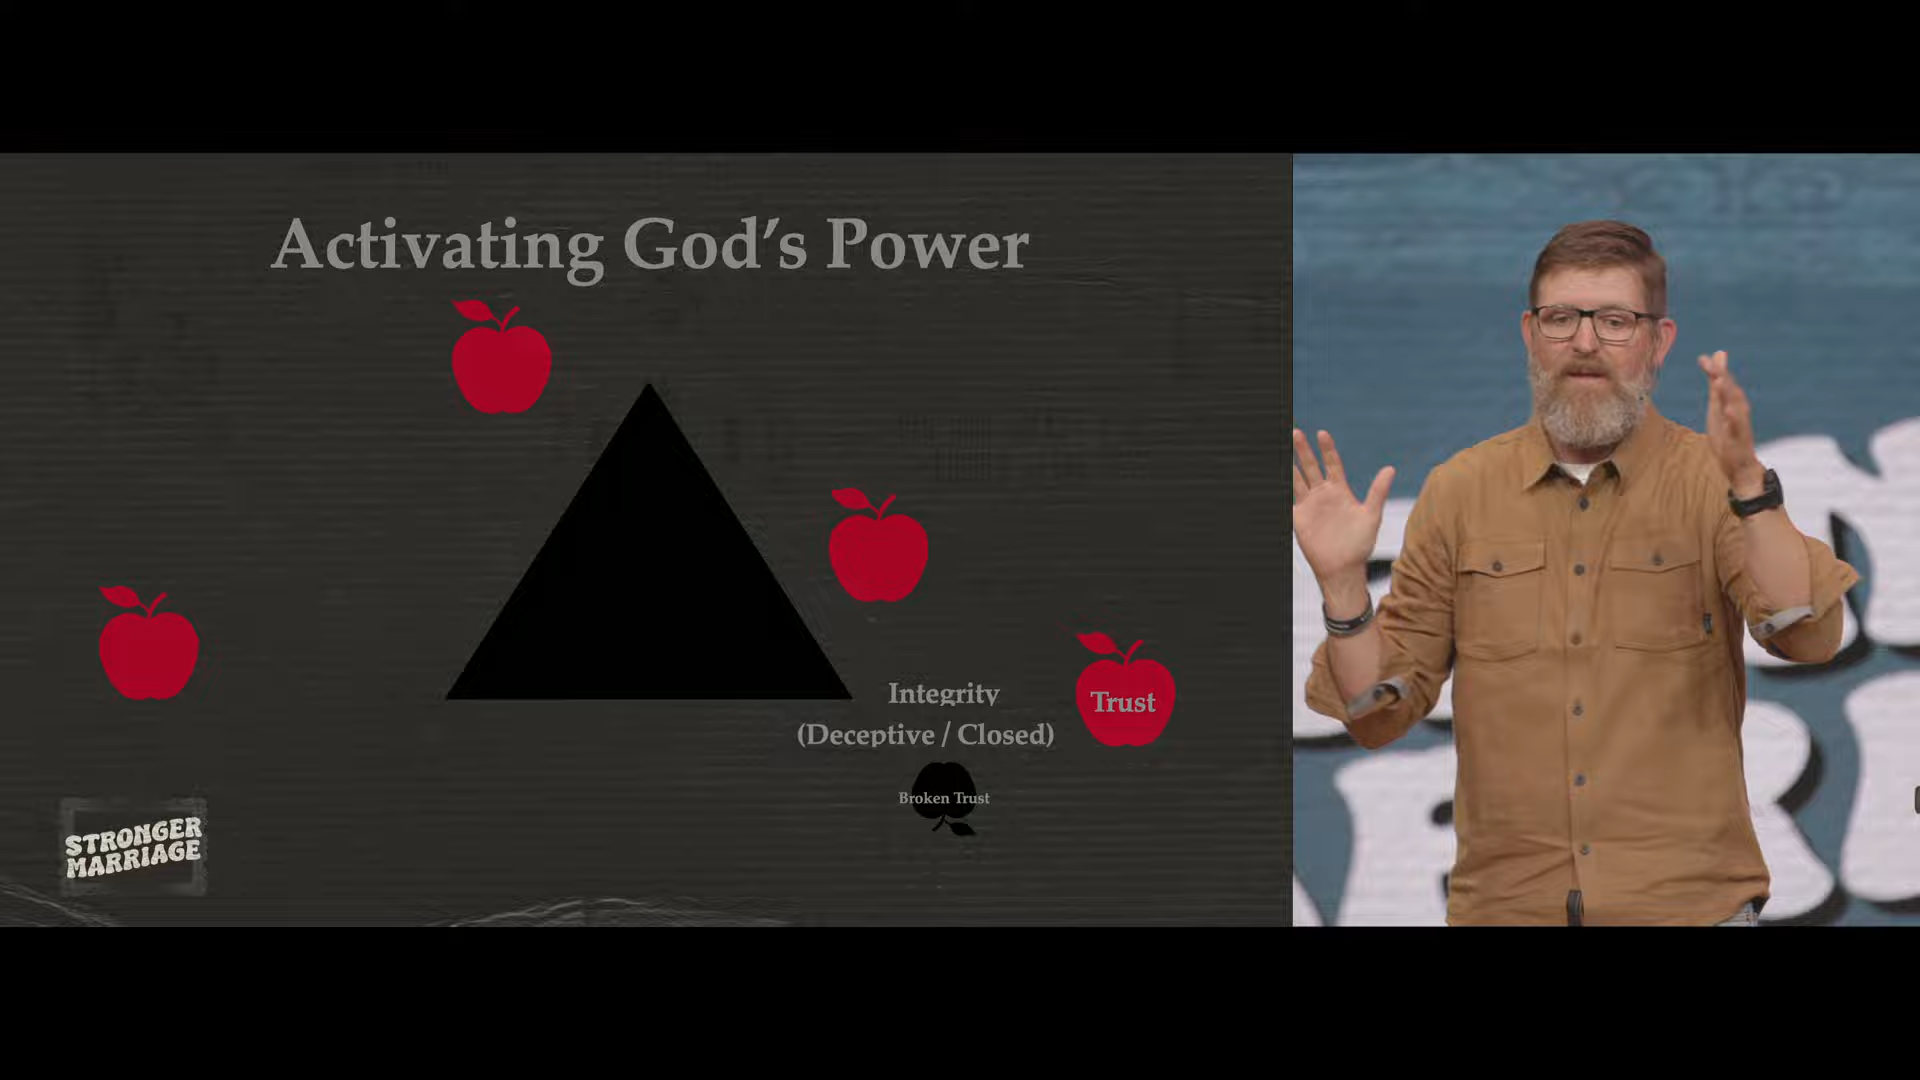 Activating God's Power
Integrity
(Deceptive / Closed)
Trust
Broken Trust
STRONGER
MARRIAGE